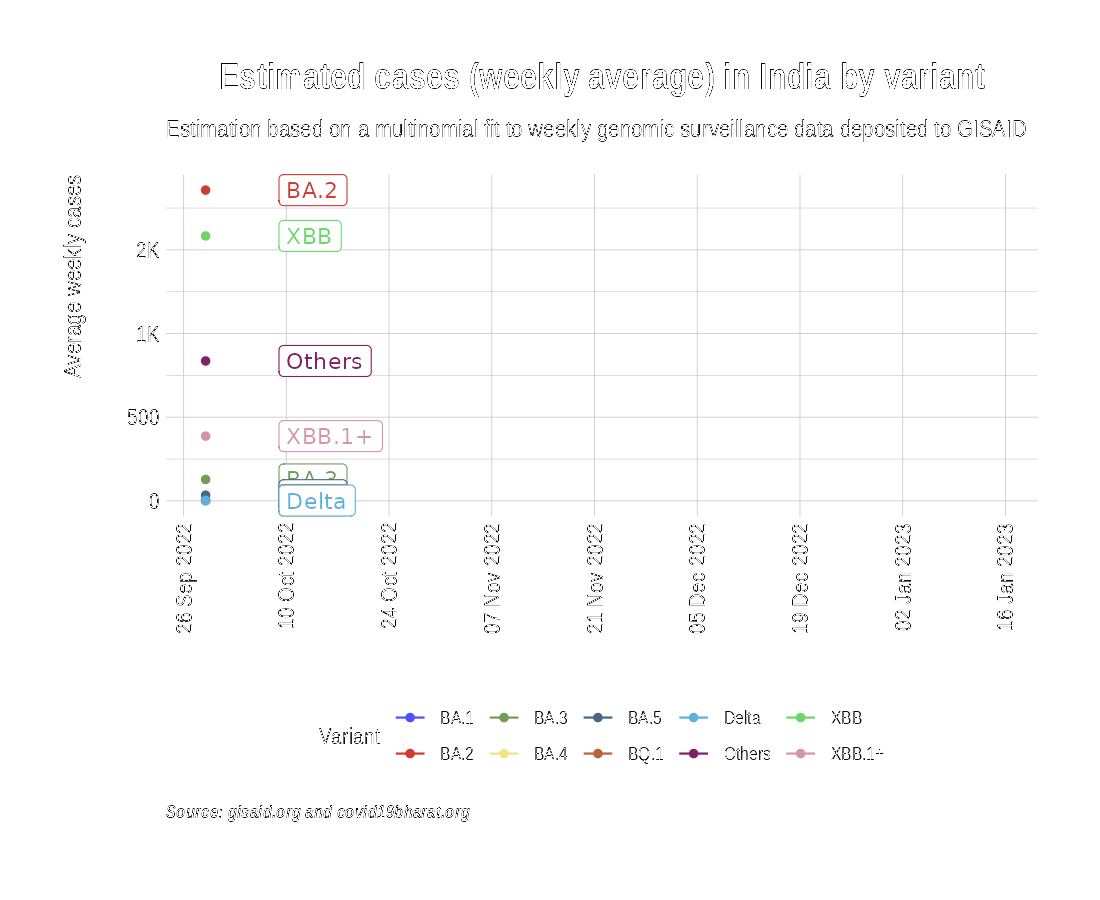 Estimated cases (weekly average) in India by variant
Estimation based on a multinomial fit to weekly genomic surveillance data deposited to GISAID
Average weekly cases
2K
1K
500
0
BA.2
XBB
Others
XBB.1+
BA.3
Delta
26 Sep 2022
10 Oct 2022
24 Oct 2022
07 Nov 2022
21 Nov 2022
05 Dec 2022
19 Dec 2022
02 Jan 2023
16 Jan 2023
Variant
BA.1 BA.3 BA.5 Delta XBB
BA.2 BA.4 BQ.1 Others XBB.1+
Source: gisaid.org and covid19bharat.org